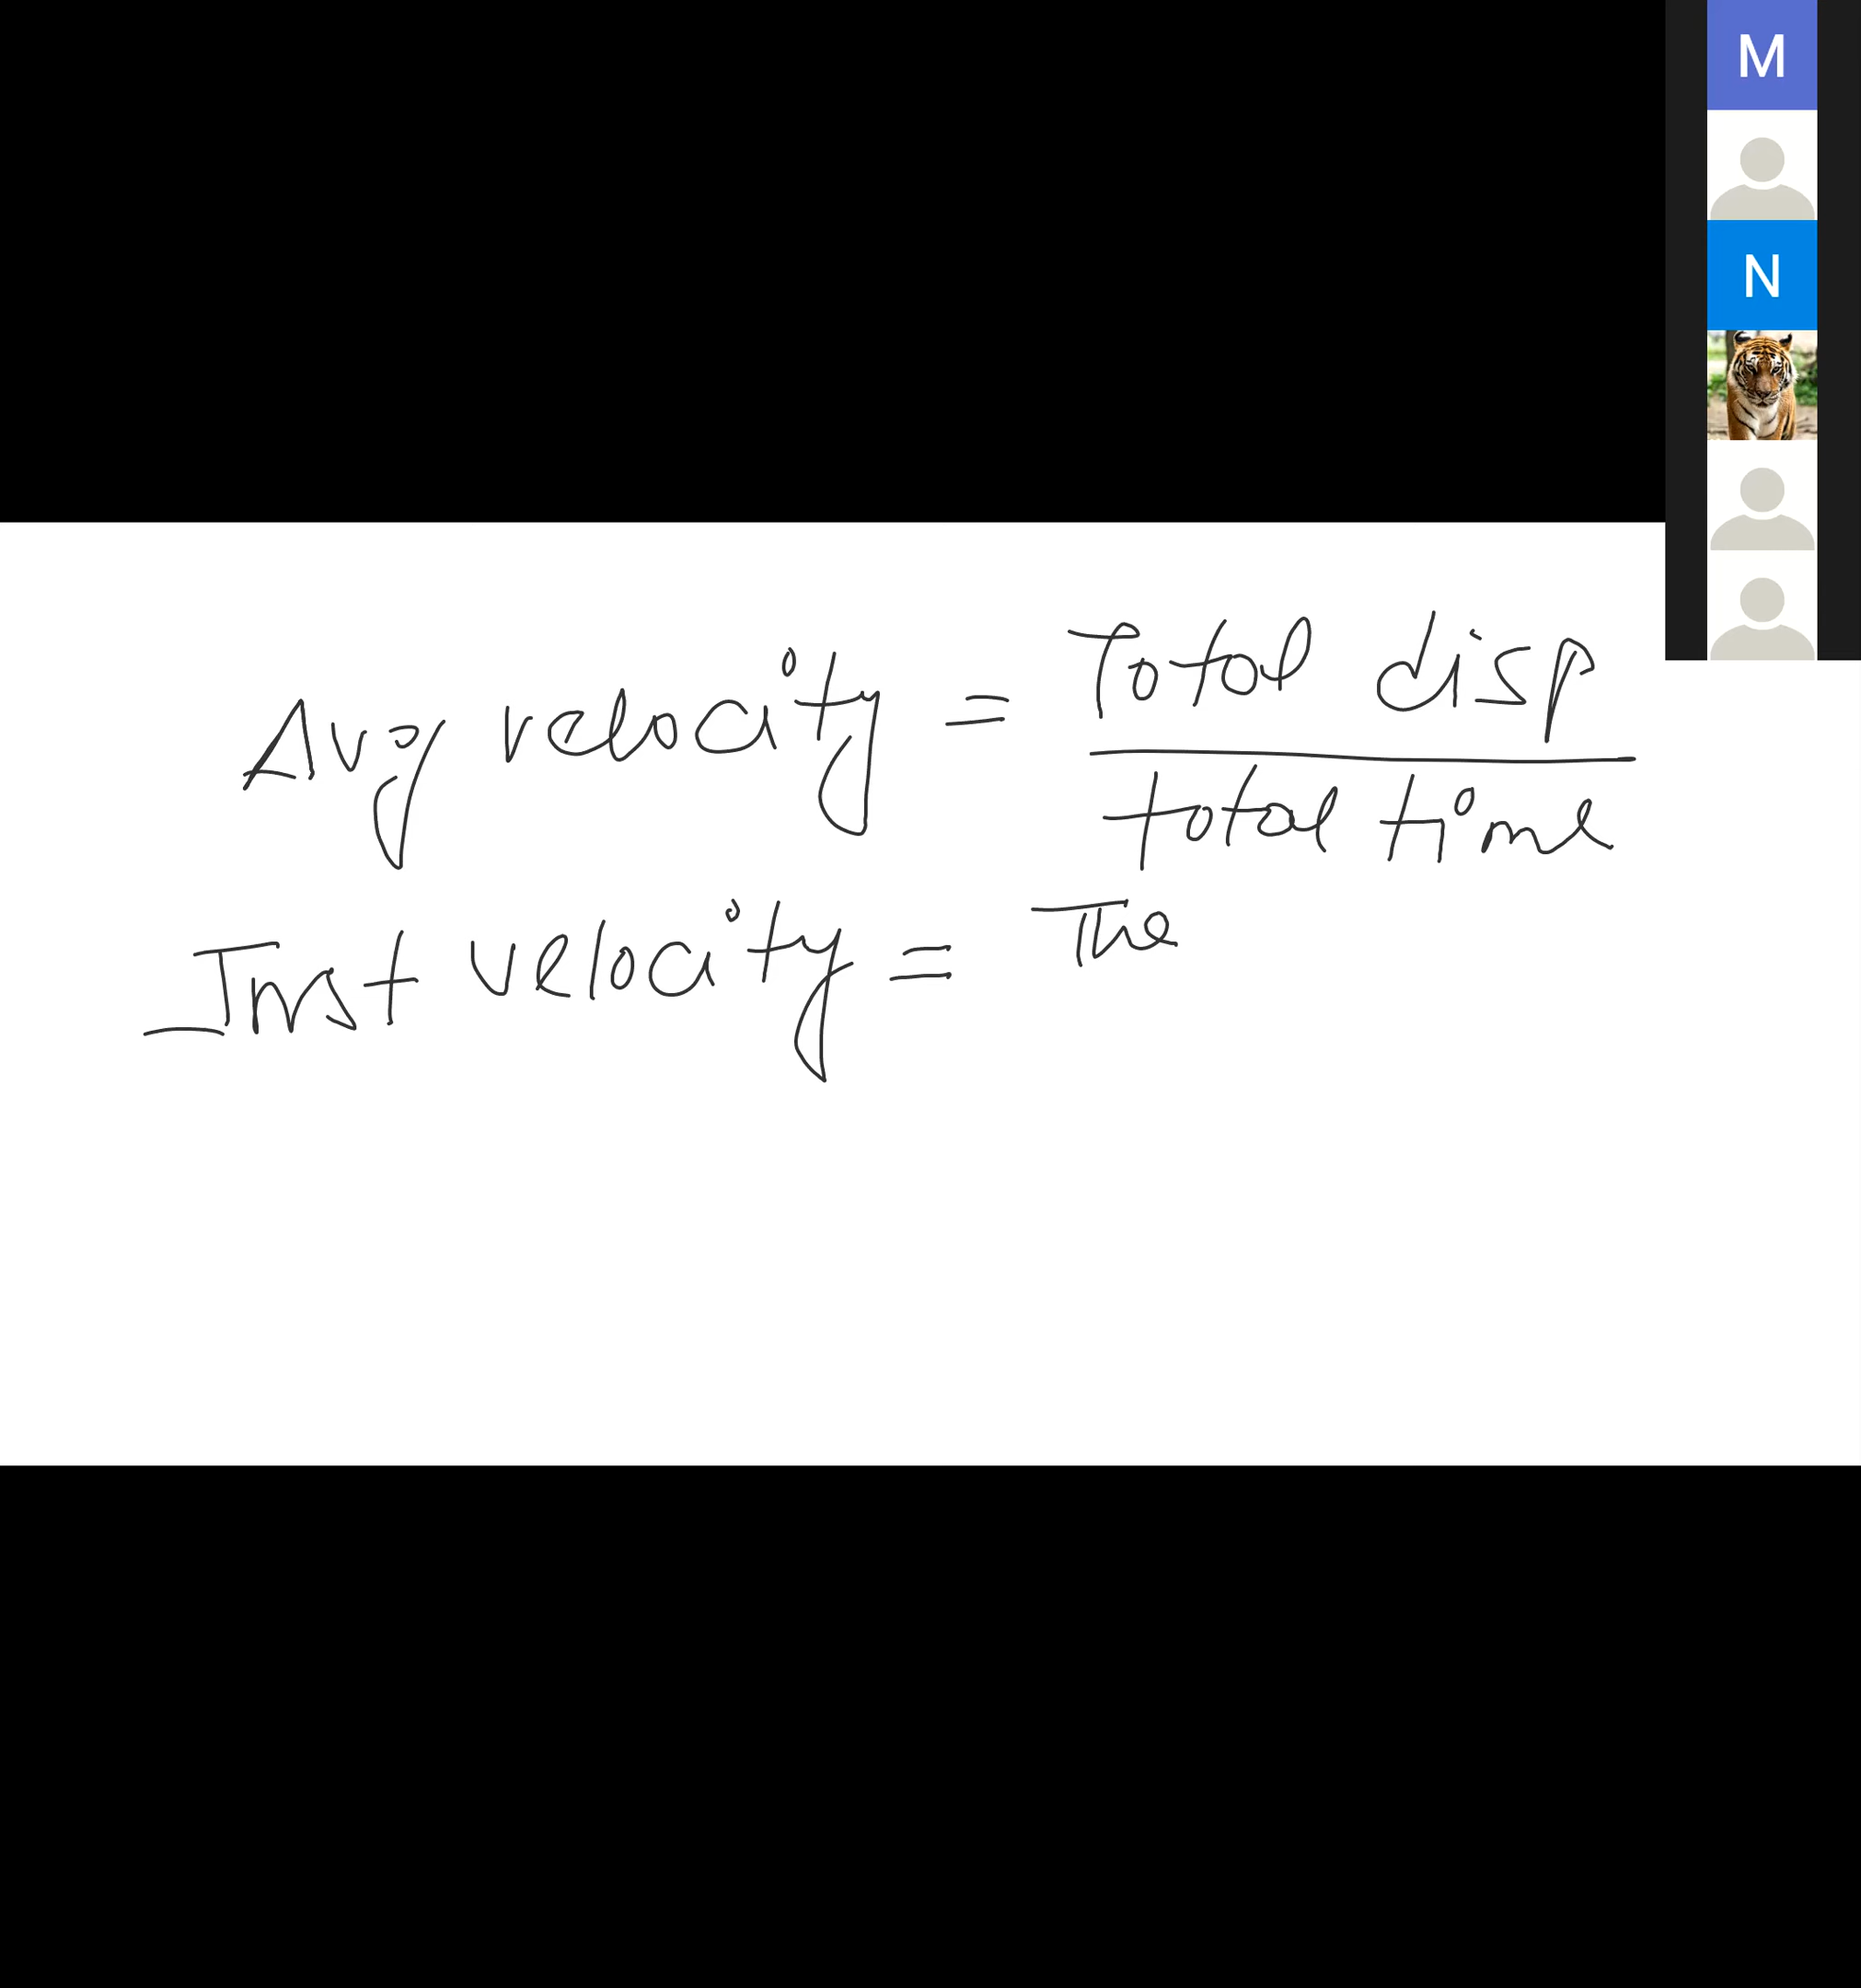 M
N
Avg velocity = Total disp
total time
Inst velocity = The